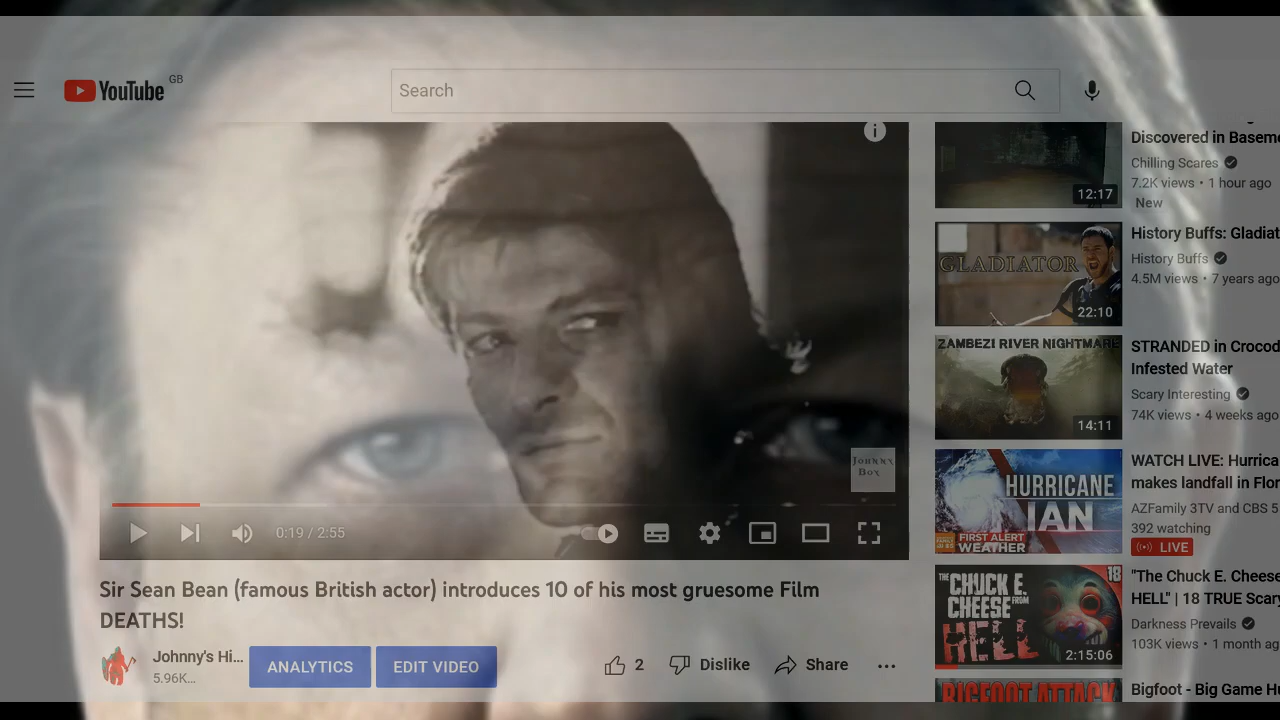 YouTube GB
Search
Discovered in Baseme
Chilling Scares
7.2K views • 1 hour ago
New
12:17
GLADIATOR
22:10
History Buffs: Gladiat
History Buffs
4.5M views • 7 years ago
ZAMBEZI RIVER NIGHTMARE
14:11
STRANDED in Crocod
Infested Water
Scary Interesting
74K views • 4 weeks ago
HURRICANE
IAN
FIRST ALERT
WEATHER
WATCH LIVE: Hurrica
makes landfall in Flor
AZFamily 3TV and CBS 5
392 watching
LIVE
THE CHUCK E.
CHEESE FROM
HELL
18
2:15:06
"The Chuck E. Cheese
HELL" | 18 TRUE Scar
Darkness Prevails
103K views • 1 month ag
BIGFOOT ATTACK
Bigfoot - Big Game Hu
Johnny
Box
0:19 / 2:55
Sir Sean Bean (famous British actor) introduces 10 of his most gruesome Film
DEATHS!
Johnny's Hi...
5.96K...
ANALYTICS
EDIT VIDEO
2
Dislike
Share